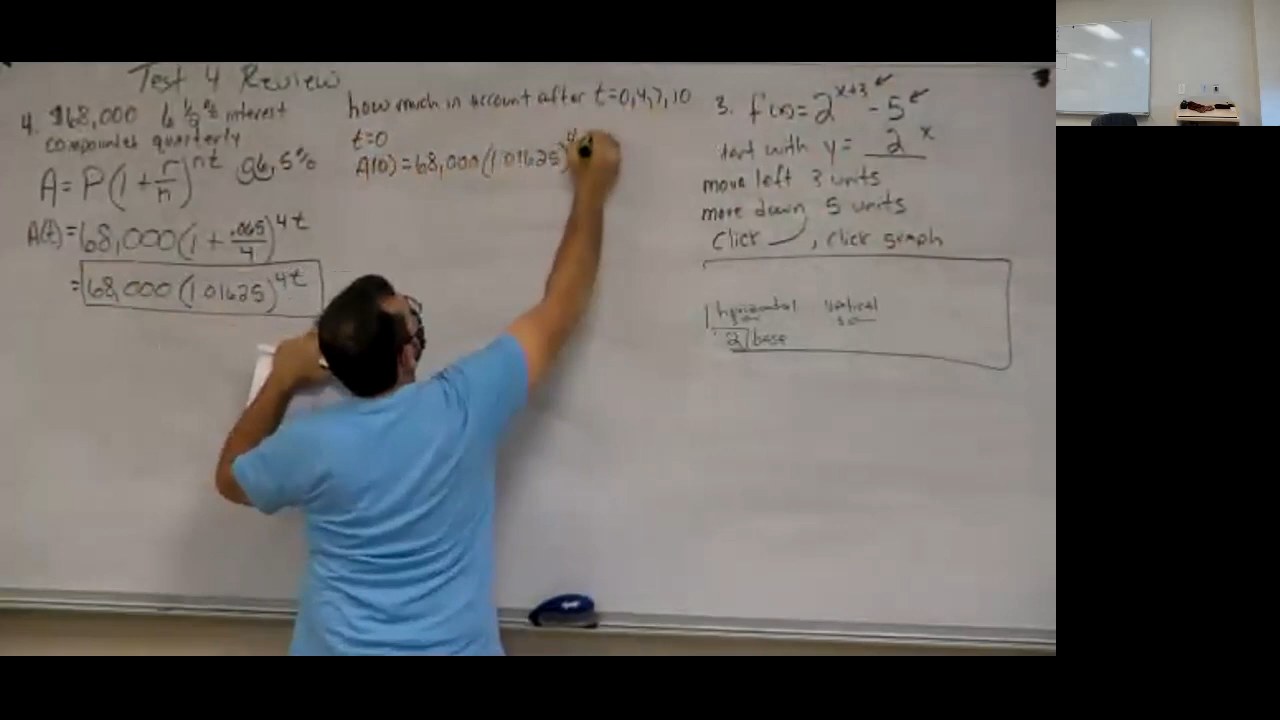 Test 4 Review
4. $68,000 6 1/2 % interest
compounded quarterly
A = P(1 + r/n)^nt 6.5%
A(t) = 68,000(1 + .065/4)^4t
= 68,000(1.01625)^4t
how much in account after t=0,4,7,10
t=0
A(0) = 68,000(1.01625)^4
3. f(x) = 2^x+3 - 5
start with y = 2^x
move left 3 units
move down 5 units
Click , click graph
horizontal vertical
2 base